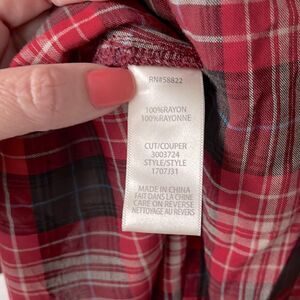 RN#58822
100%RAYON
100%RAYONNE
CUT/COUPER
3003724
STYLE/STYLE
1707J31
MADE IN CHINA
FAIT DANS LA CHINE
CARE ON REVERSE
NETTOYAGE AU REVERS